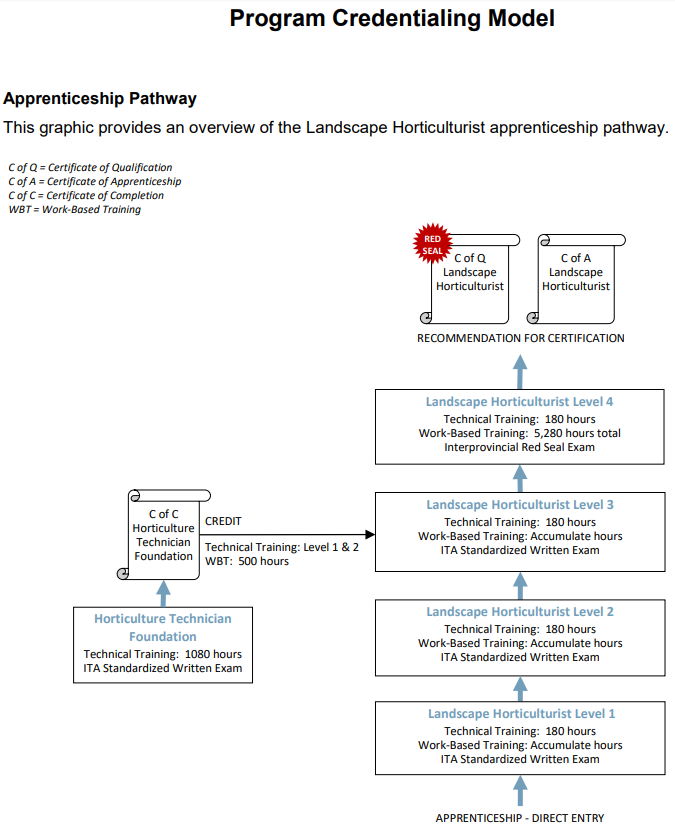 Program Credentialing Model
Apprenticeship Pathway
This graphic provides an overview of the Landscape Horticulturist apprenticeship pathway.
C of Q = Certificate of Qualification
C of A = Certificate of Apprenticeship
C of C = Certificate of Completion
WBT = Work-Based Training
RED
SEAL
C of Q
Landscape
Horticulturist
C of A
Landscape
Horticulturist
RECOMMENDATION FOR CERTIFICATION
Landscape Horticulturist Level 4
Technical Training: 180 hours
Work-Based Training: 5,280 hours total
Interprovincial Red Seal Exam
C of C
Horticulture
Technician
Foundation
CREDIT
Technical Training: Level 1 & 2
WBT: 500 hours
Landscape Horticulturist Level 3
Technical Training: 180 hours
Work-Based Training: Accumulate hours
ITA Standardized Written Exam
Horticulture Technician
Foundation
Technical Training: 1080 hours
ITA Standardized Written Exam
Landscape Horticulturist Level 2
Technical Training: 180 hours
Work-Based Training: Accumulate hours
ITA Standardized Written Exam
Landscape Horticulturist Level 1
Technical Training: 180 hours
Work-Based Training: Accumulate hours
ITA Standardized Written Exam
APPRENTICESHIP - DIRECT ENTRY